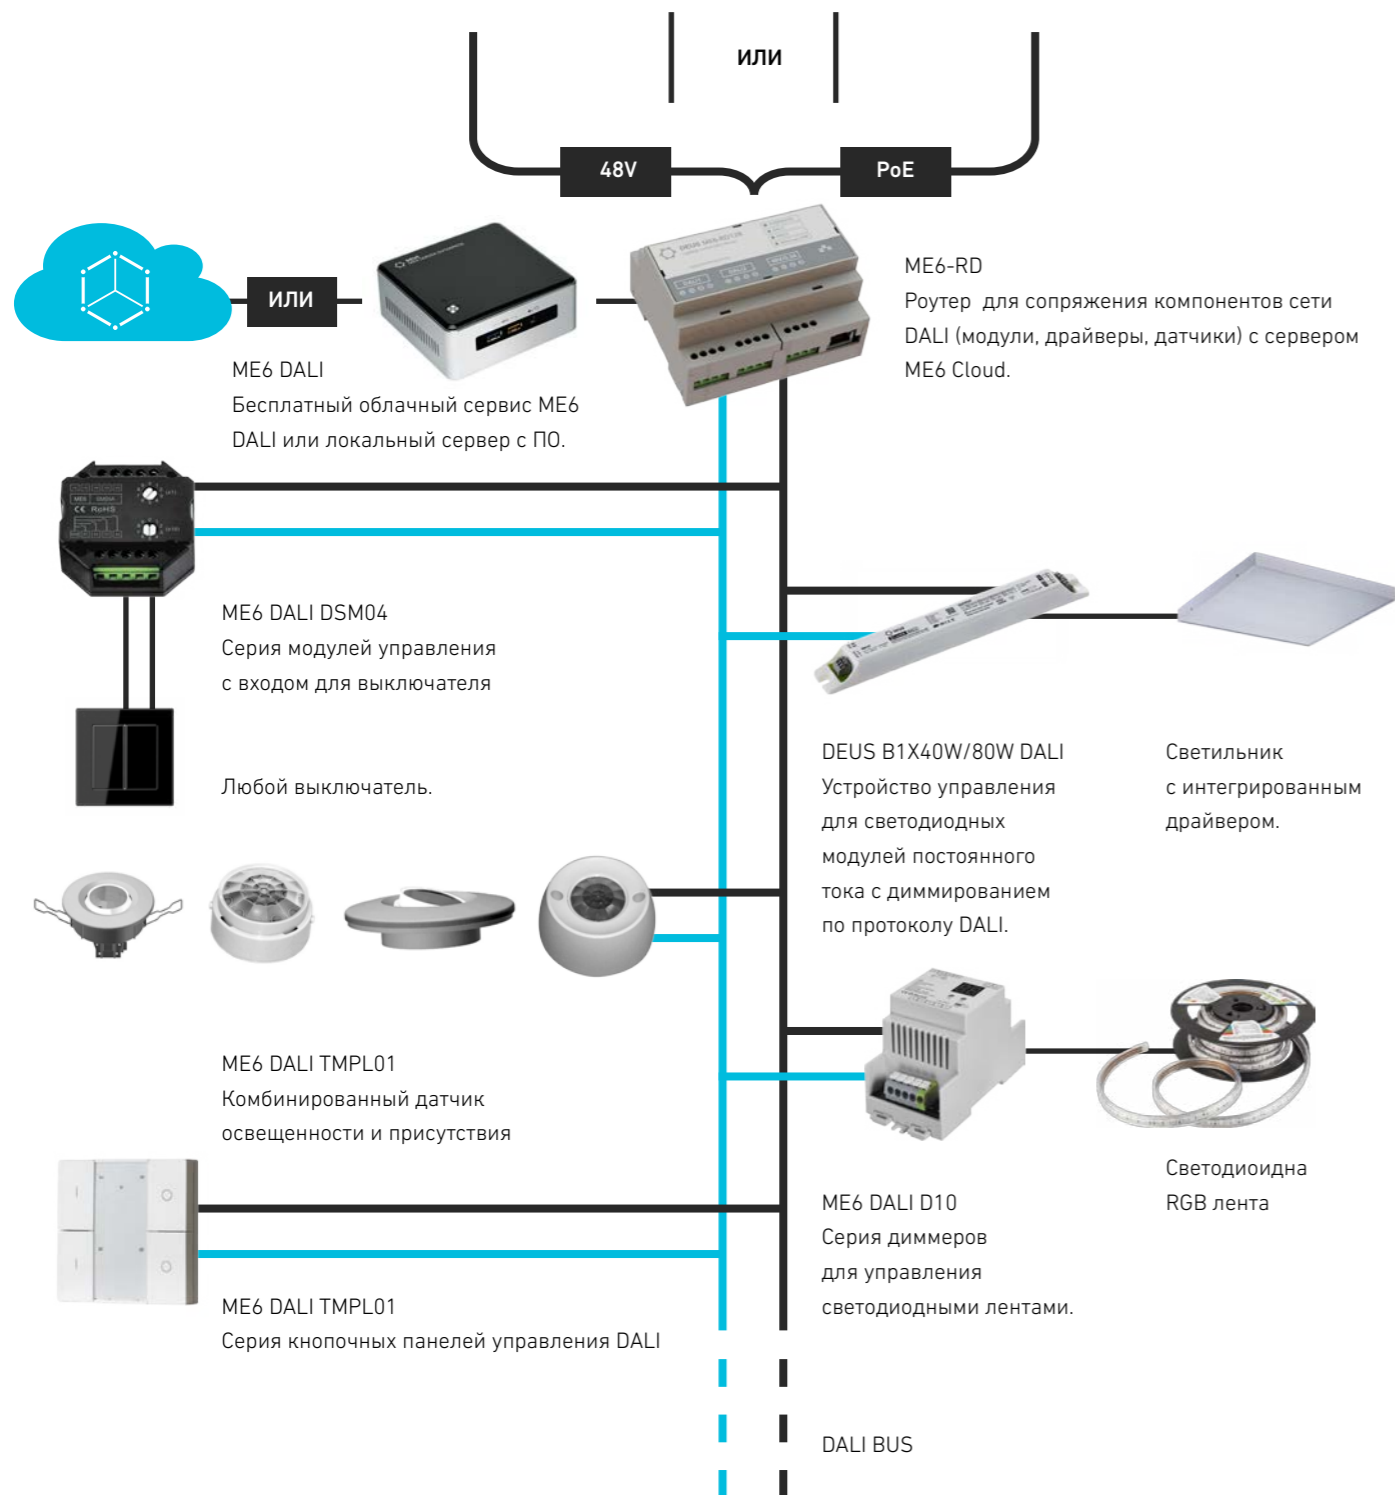 ИЛИ
48V
PoE
ИЛИ
ME6-RD
Роутер для сопряжения компонентов сети
DALI (модули, драйверы, датчики) с сервером
ME6 Cloud.
ME6 DALI
Бесплатный облачный сервис ME6
DALI или локальный сервер с ПО.
ME6 DALI DSM04
Серия модулей управления
с входом для выключателя
Любой выключатель.
DEUS B1X40W/80W DALI
Устройство управления
для светодиодных
модулей постоянного
тока с диммированием
по протоколу DALI.
Светильник
с интегрированным
драйвером.
ME6 DALI TMPL01
Комбинированный датчик
освещенности и присутствия
ME6 DALI D10
Серия диммеров
для управления
светодиодными лентами.
Светодиоидна
RGB лента
ME6 DALI TMPL01
Серия кнопочных панелей управления DALI
DALI BUS